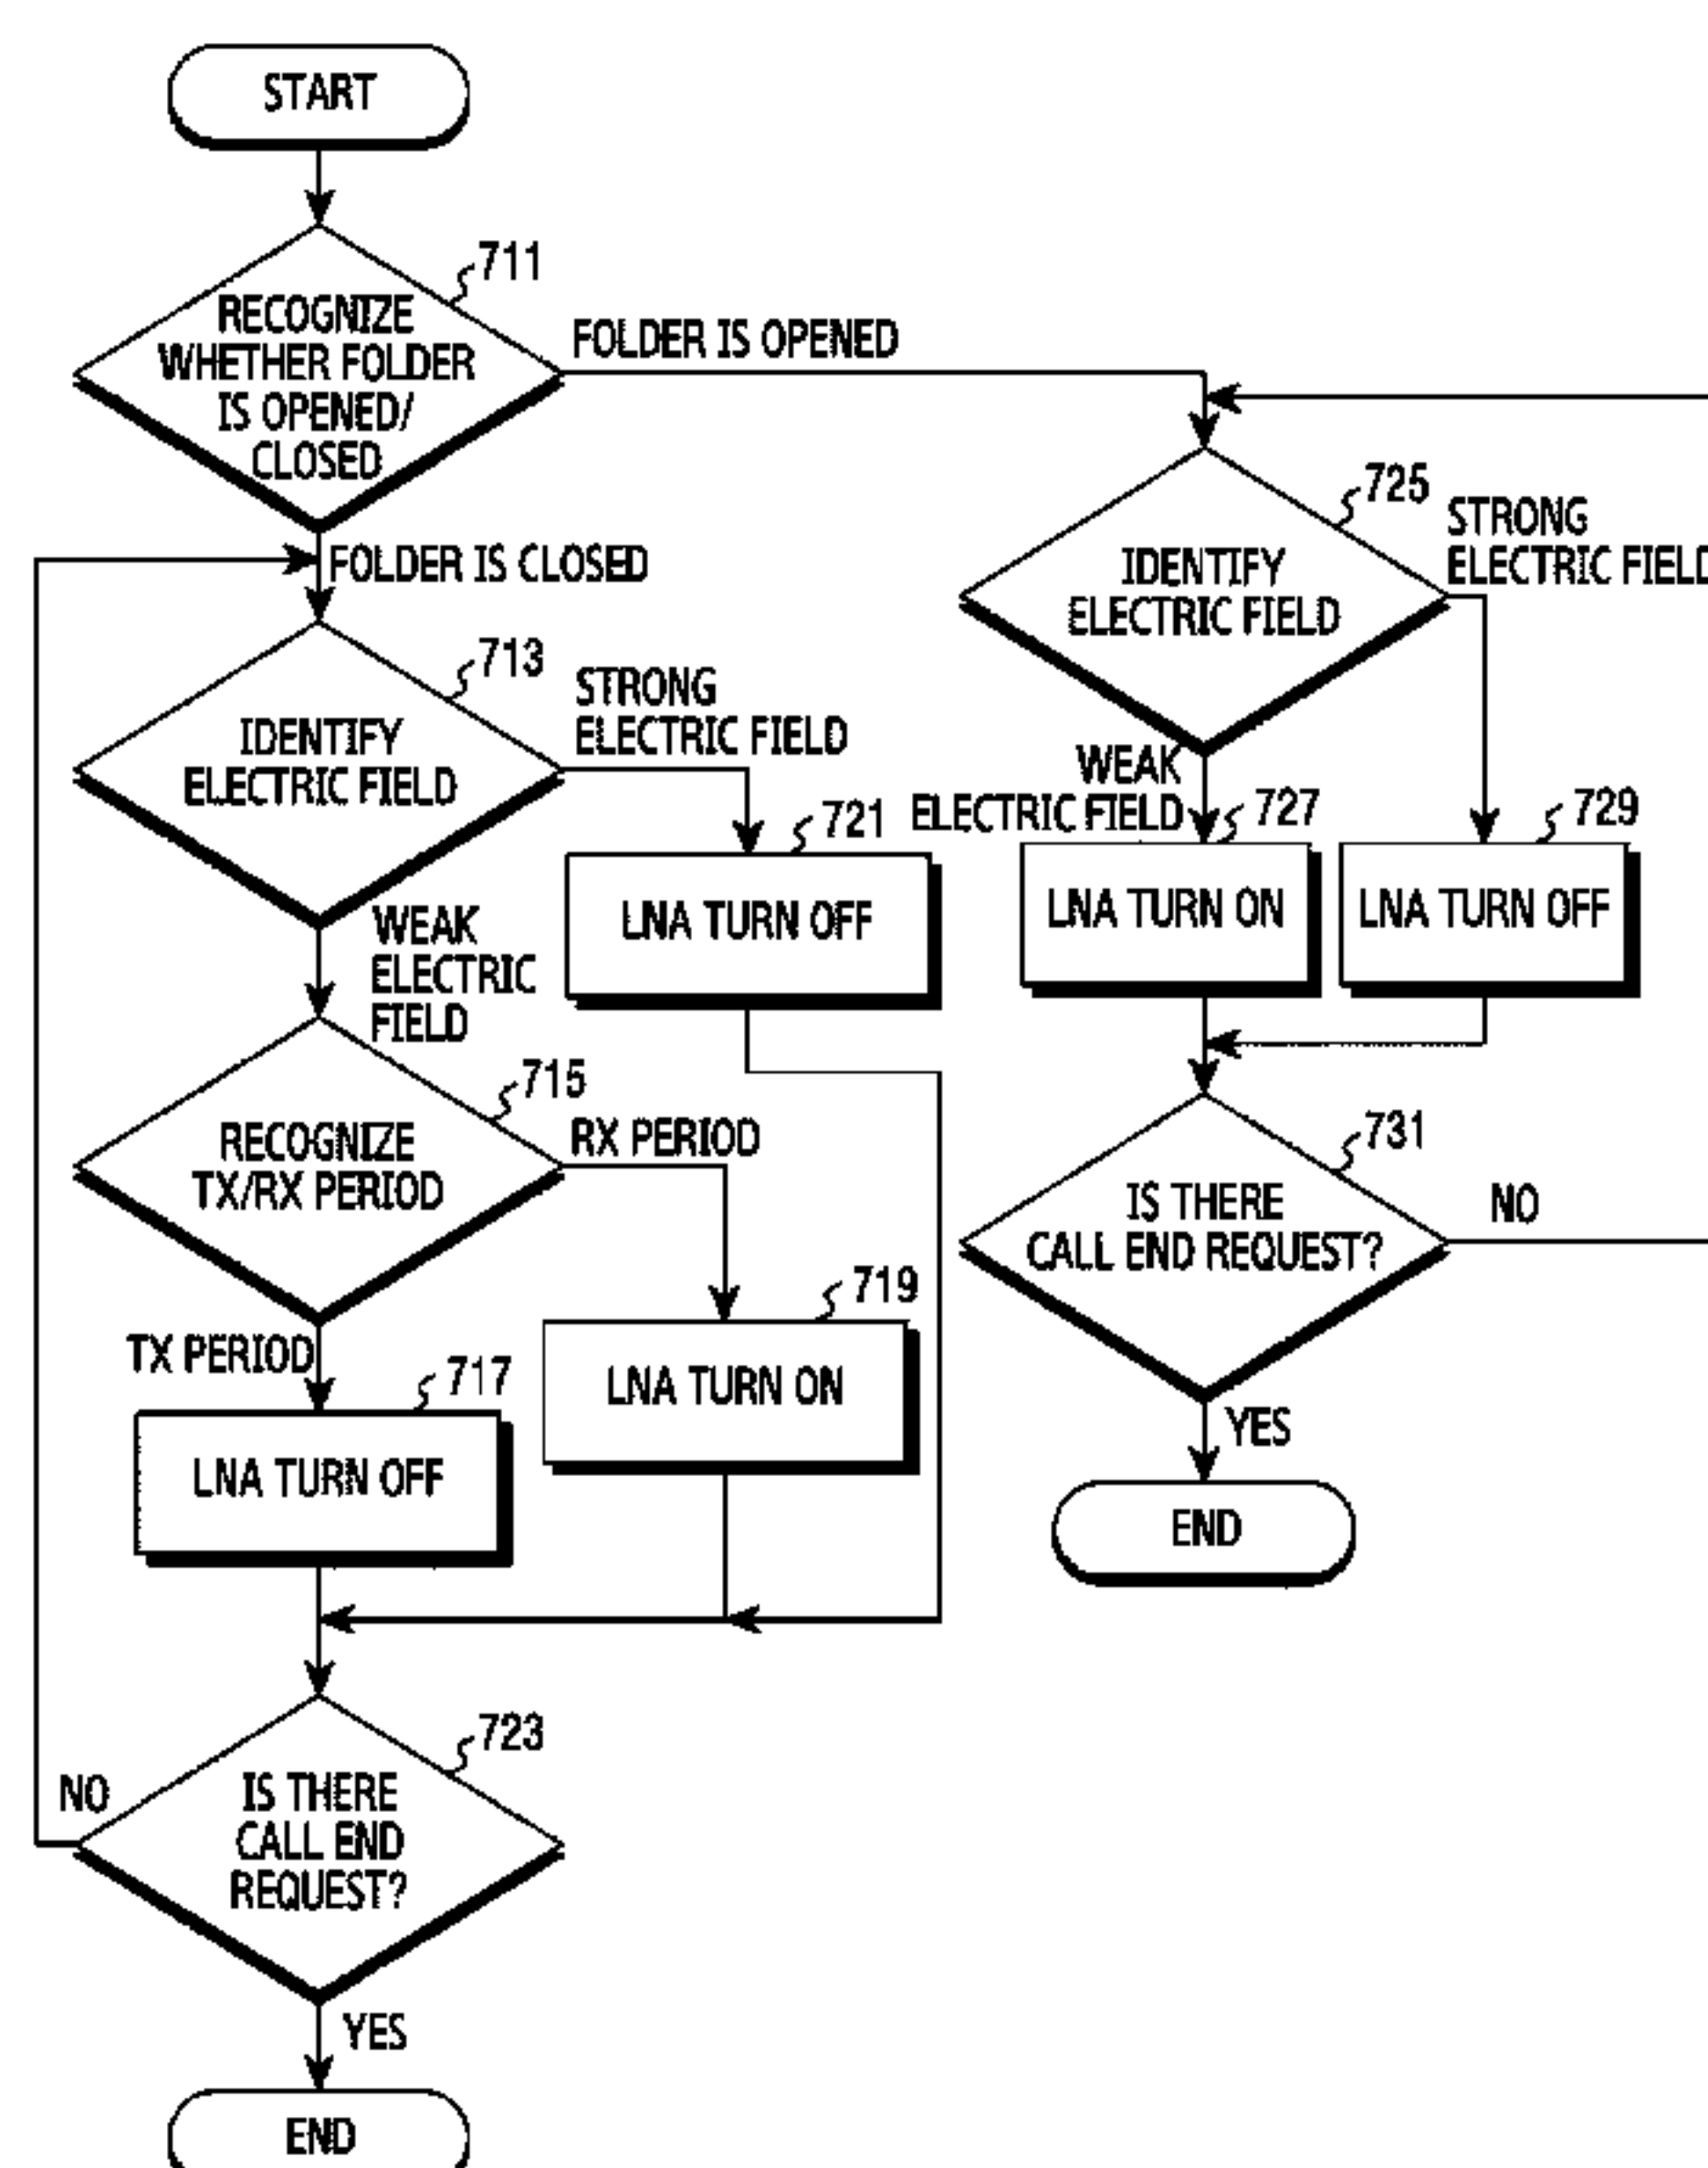 START
711
RECOGNIZE
WHETHER FOLDER
IS OPENED/
CLOSED
FOLDER IS OPENED
FOLDER IS CLOSED
713
IDENTIFY
ELECTRIC FIELD
STRONG
ELECTRIC FIELD
721
LNA TURN OFF
WEAK
ELECTRIC
FIELD
715
RECOGNIZE
TX/RX PERIOD
RX PERIOD
719
LNA TURN ON
TX PERIOD
717
LNA TURN OFF
723
IS THERE
CALL END
REQUEST?
NO
YES
END
725
IDENTIFY
ELECTRIC FIELD
STRONG
ELECTRIC FIELD
WEAK
ELECTRIC FIELD
727
LNA TURN ON
729
LNA TURN OFF
731
IS THERE
CALL END REQUEST?
NO
YES
END